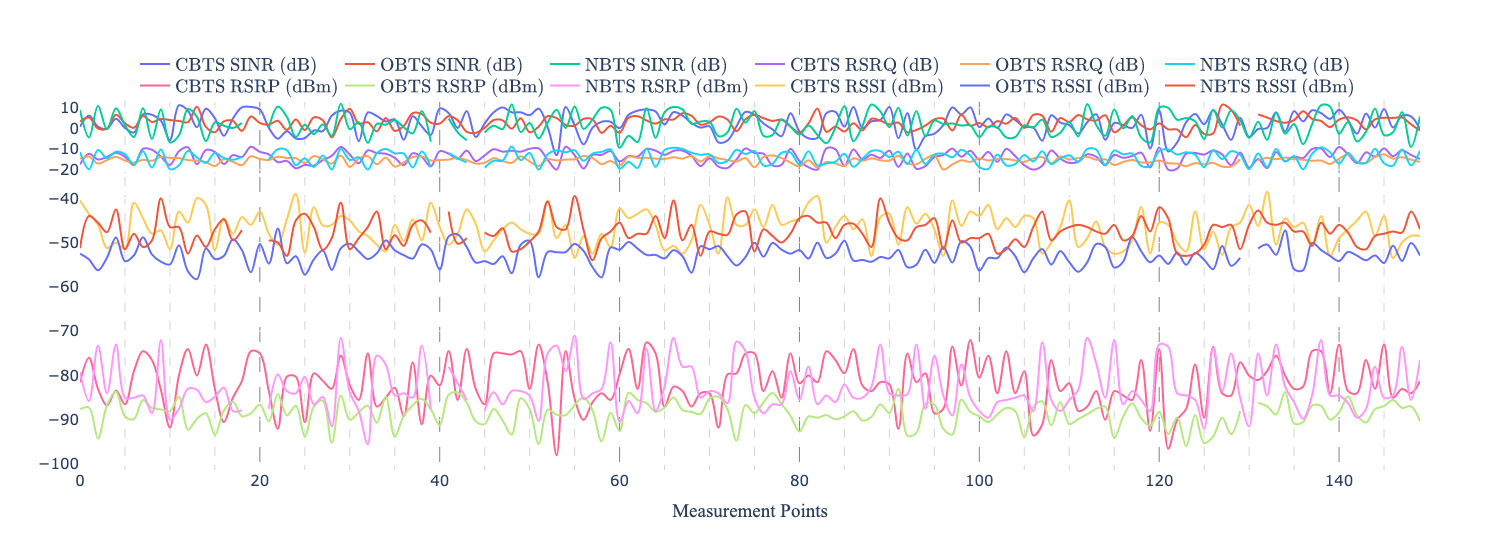 CBTS SINR (dB) OBTS SINR (dB) NBTS SINR (dB) CBTS RSRQ (dB) OBTS RSRQ (dB) NBTS RSRQ (dB)
CBTS RSRP (dBm) OBTS RSRP (dBm) NBTS RSRP (dBm) CBTS RSSI (dBm) OBTS RSSI (dBm) NBTS RSSI (dBm)
10
0
−10
−20
−40
−50
−60
−70
−80
−90
−100
0 20 40 60 80 100 120 140
Measurement Points